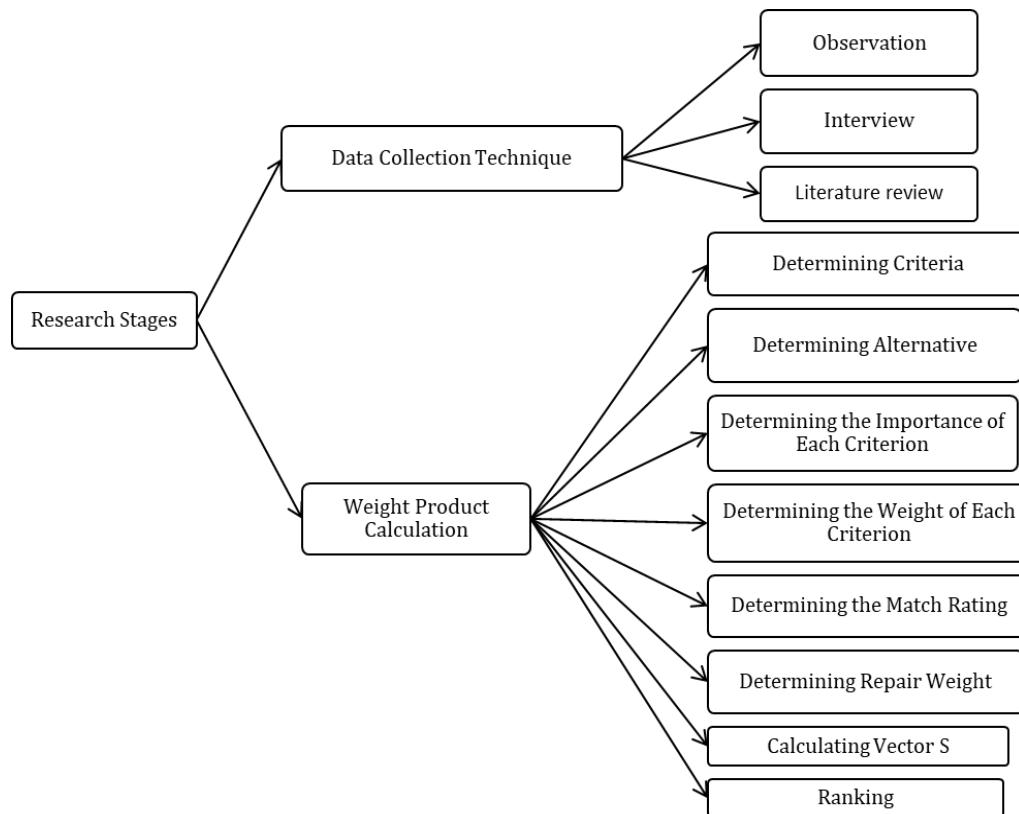 Observation
Interview
Literature review
Data Collection Technique
Research Stages
Weight Product
Calculation
Determining Criteria
Determining Alternative
Determining the Importance of
Each Criterion
Determining the Weight of Each
Criterion
Determining the Match Rating
Determining Repair Weight
Calculating Vector S
Ranking